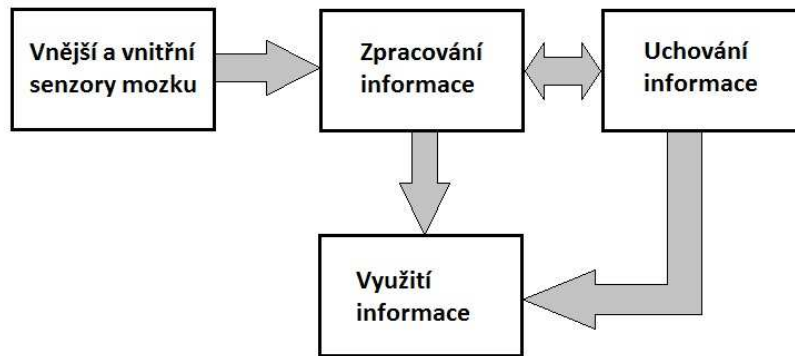 Vnější a vnitřní
senzory mozku
Zpracování
informace
Uchování
informace
Využití
informace